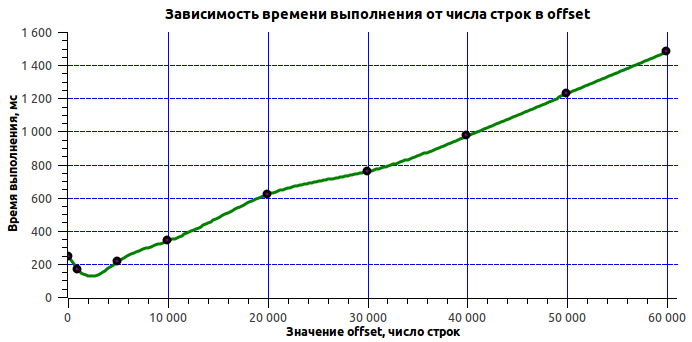 Зависимость времени выполнения от числа строк в offset
1 600
1 400
1 200
1 000
800
600
400
200
0
Время выполнения, мс
0 10 000 20 000 30 000 40 000 50 000 60 000
Значение offset, число строк